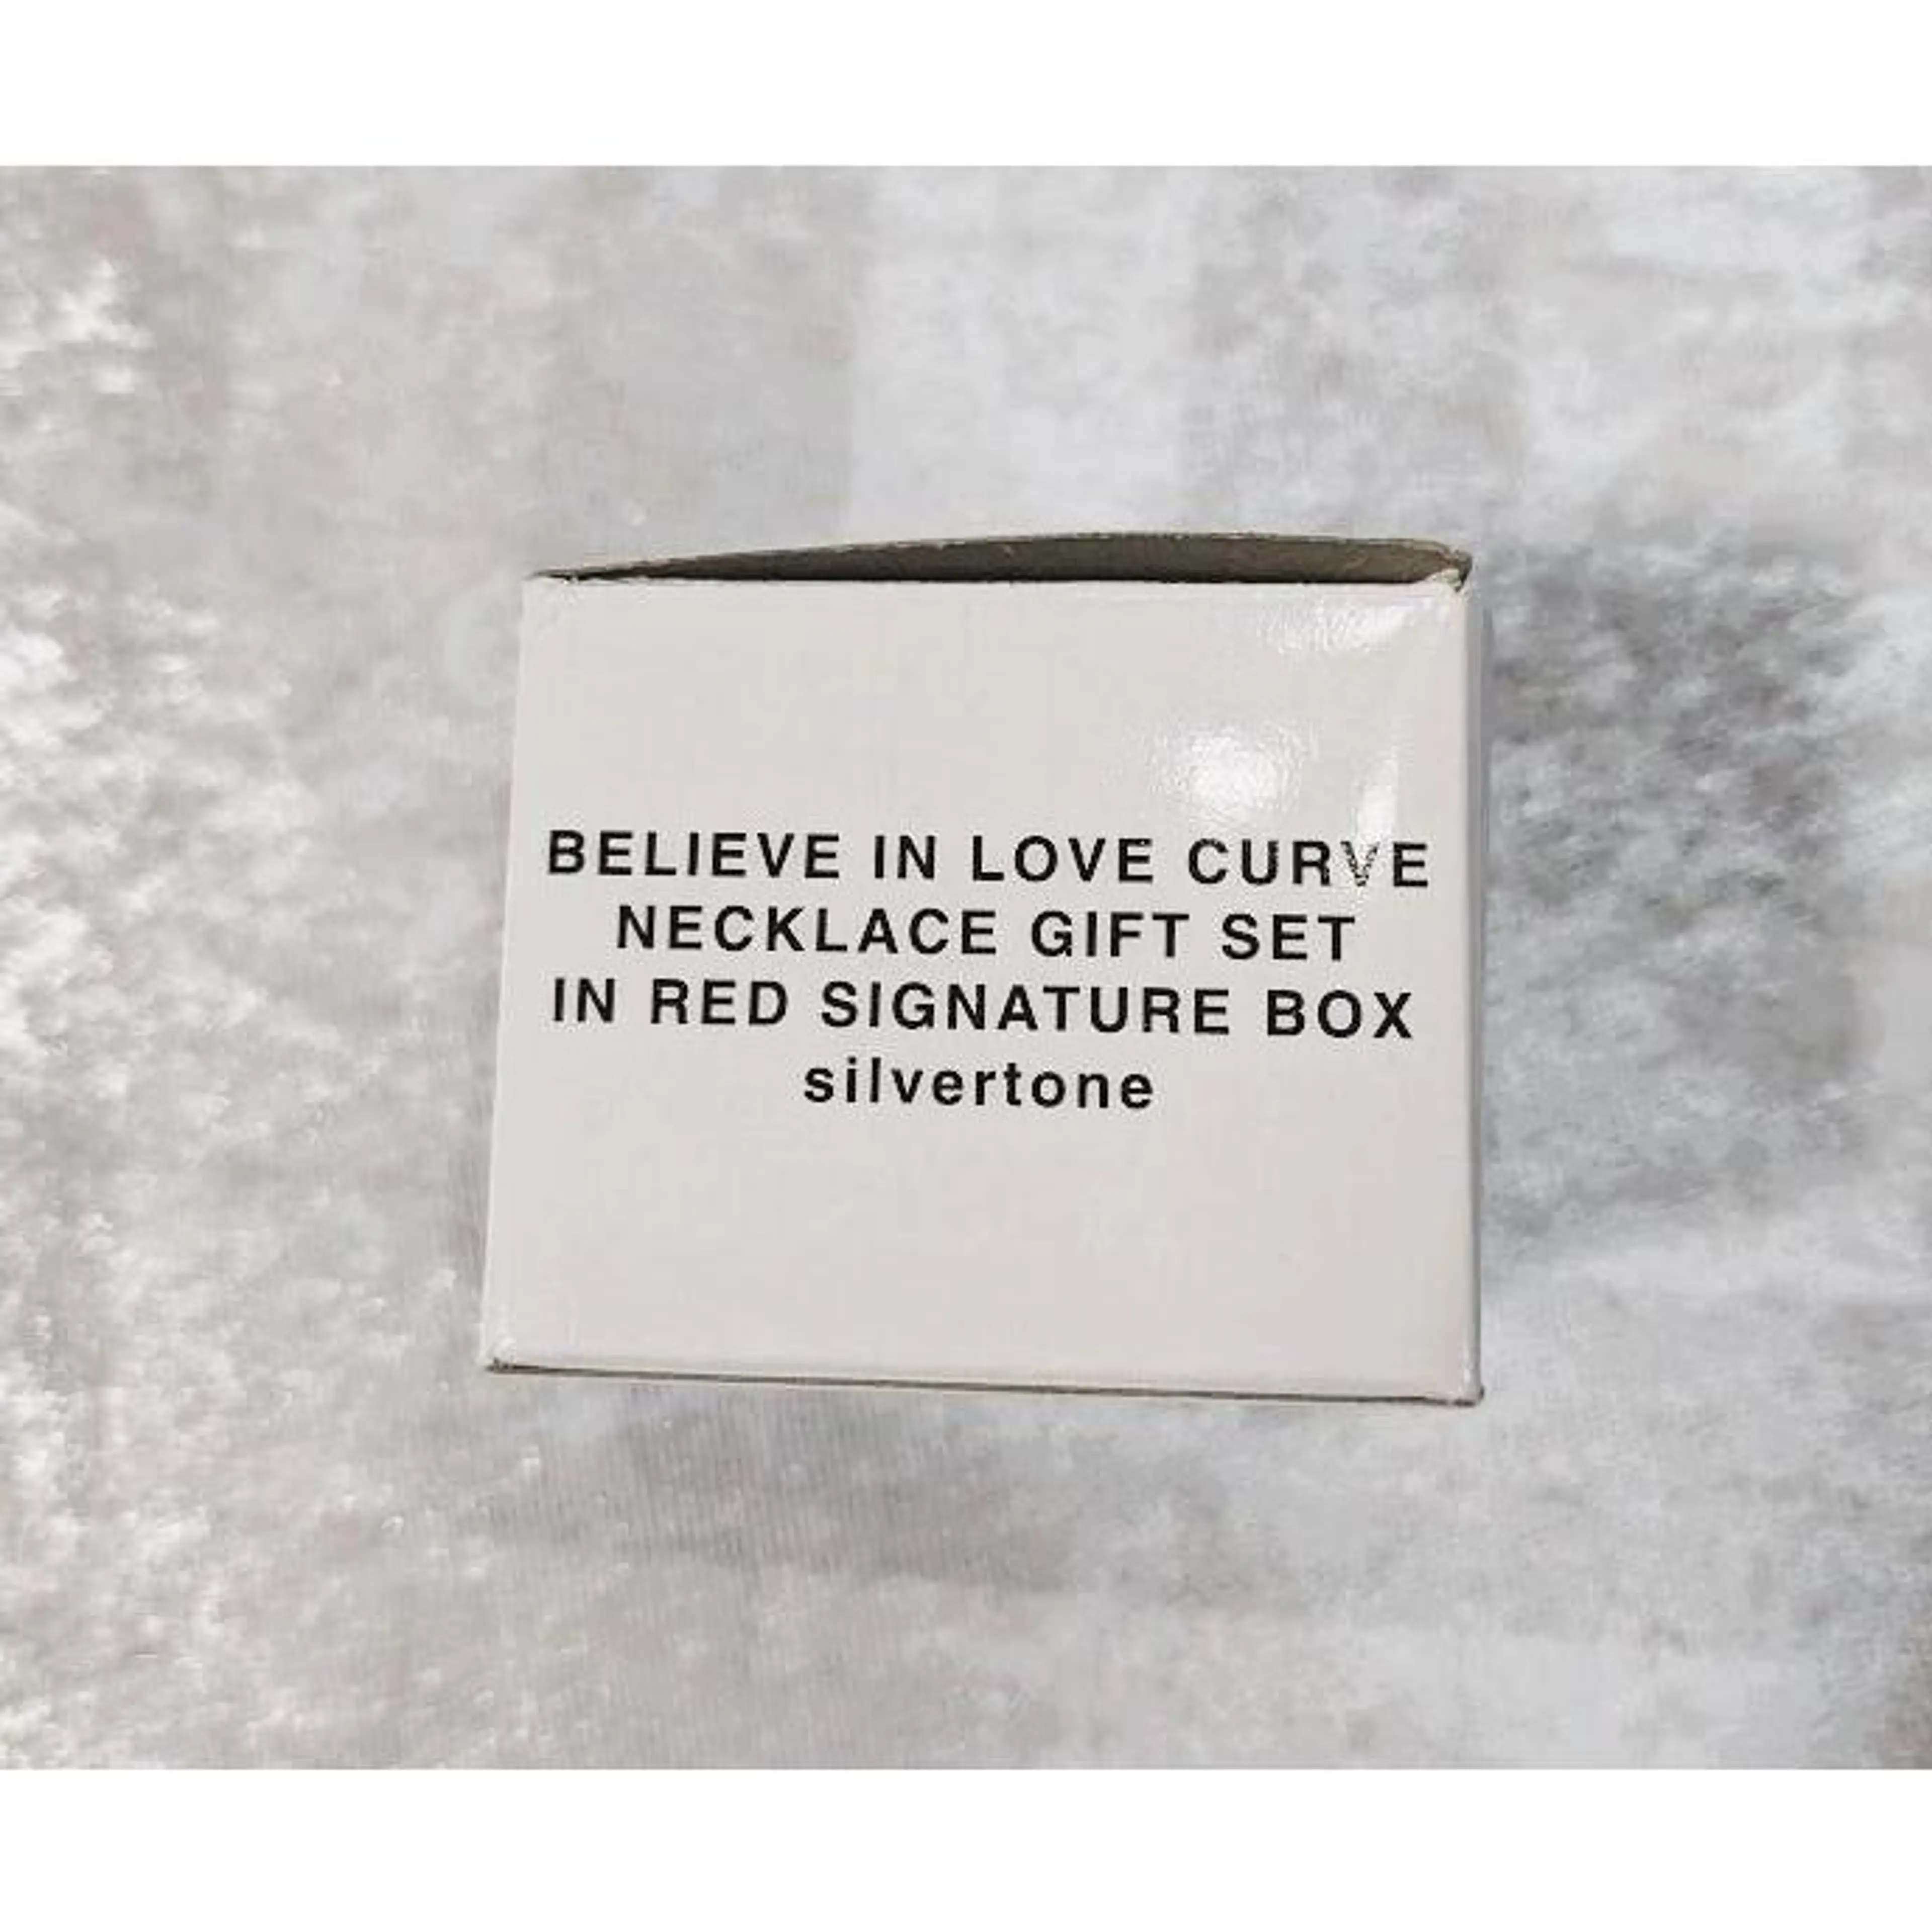 BELIEVE IN LOVE CURVE
NECKLACE GIFT SET
IN RED SIGNATURE BOX
silvertone